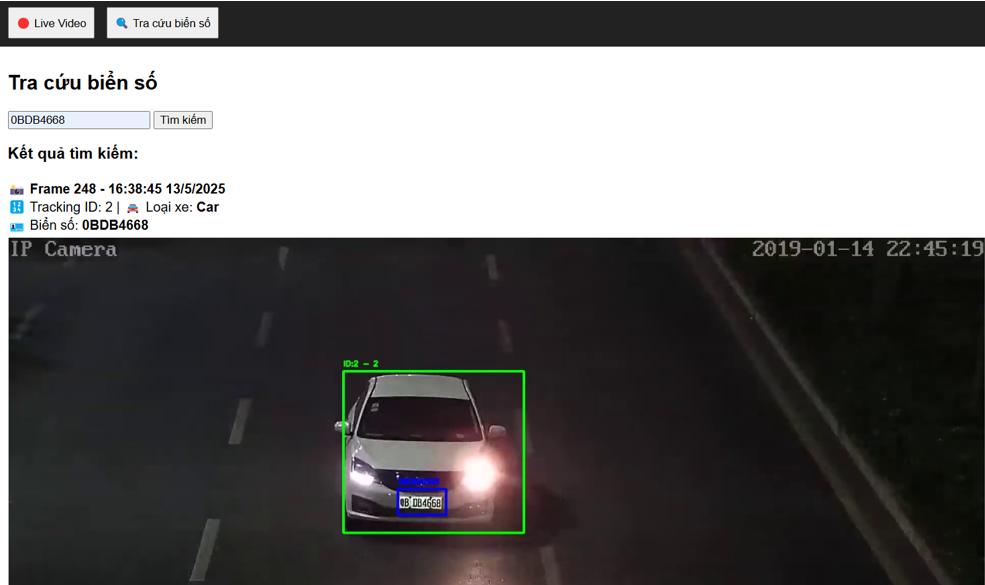 Live Video Tra cứu biển số
Tra cứu biển số
0BDB4668 Tìm kiếm
Kết quả tìm kiếm:
Frame 248 - 16:38:45 13/5/2025
Tracking ID: 2 | Loại xe: Car
Biển số: 0BDB4668
IP Camera 2019-01-14 22:45:19
ID:2 - 2
DB4668